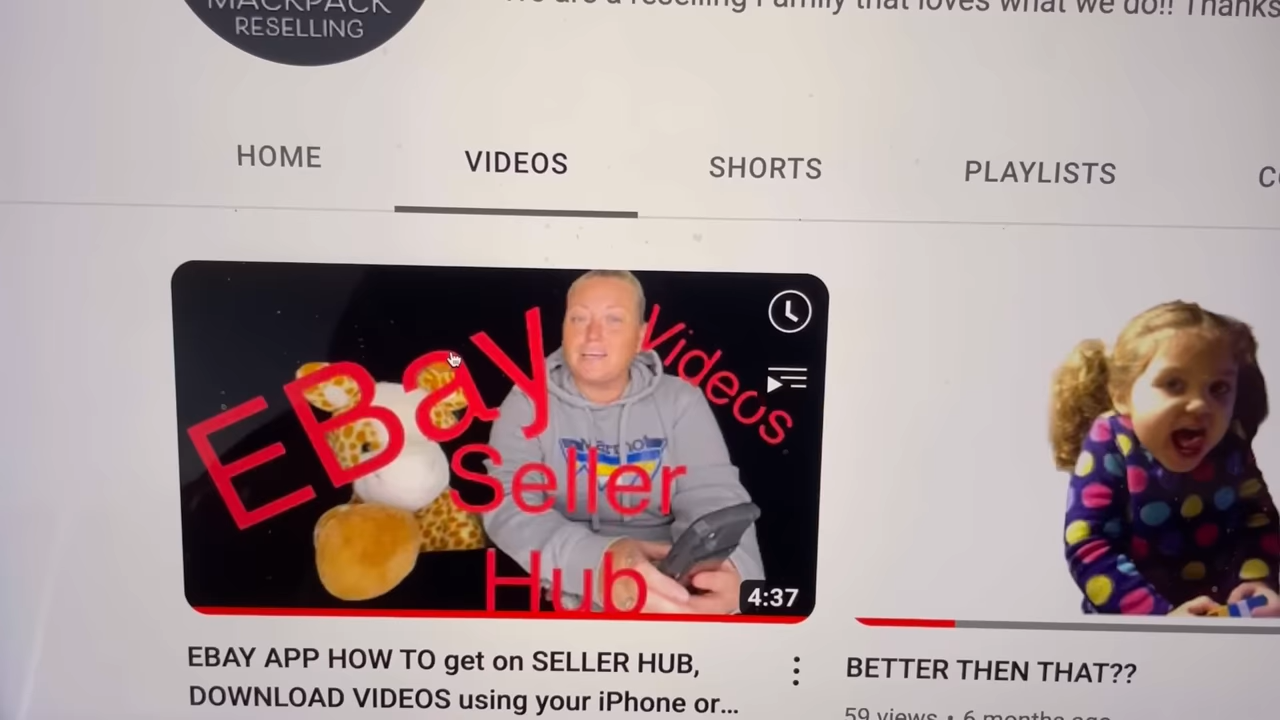 MACKPACK
RESELLING
We are a reselling Family that loves what we do!! Thanks
HOME
VIDEOS
SHORTS
PLAYLISTS
EBay
Videos
Seller
Hub
4:37
EBAY APP HOW TO get on SELLER HUB,
DOWNLOAD VIDEOS using your iPhone or...
BETTER THEN THAT??
59 views • 6 months ago